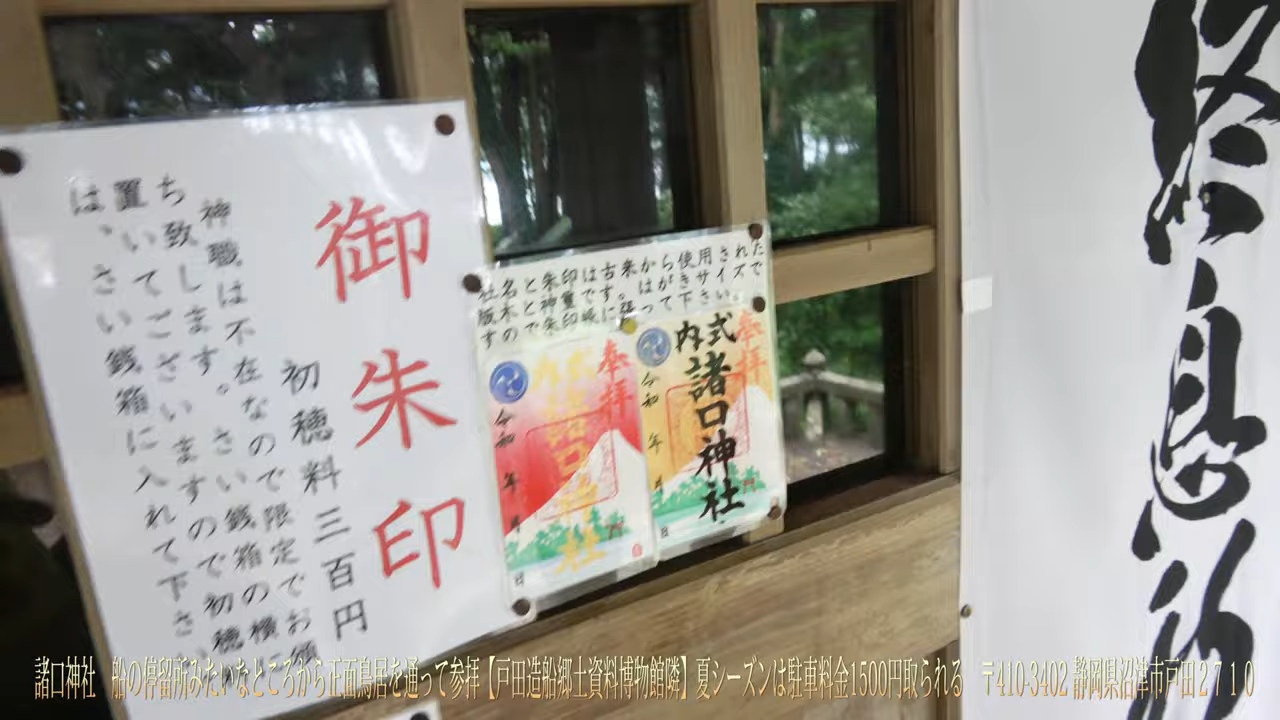 御朱印
初穂料三百円
神職は不在なので限定でお頒
ち致します。さい銭箱の横に
置いてございますので初穂
は、さい銭箱に入れて下さ
社名と朱印は古来から使用された
版木と神璽です。はがきサイズで
すので朱印帳に張って下さい。
奉拝
式内
諸口神社
令和 年 月 日
奉拝
式内
諸口神社
令和 年 月 日
諸口神社 船の停留所みたいなところから正面鳥居を通って参拝【戸田造船郷土資料博物館隣】夏シーズンは駐車料金1500円取られる 〒410-3402 静岡県沼津市戸田2710